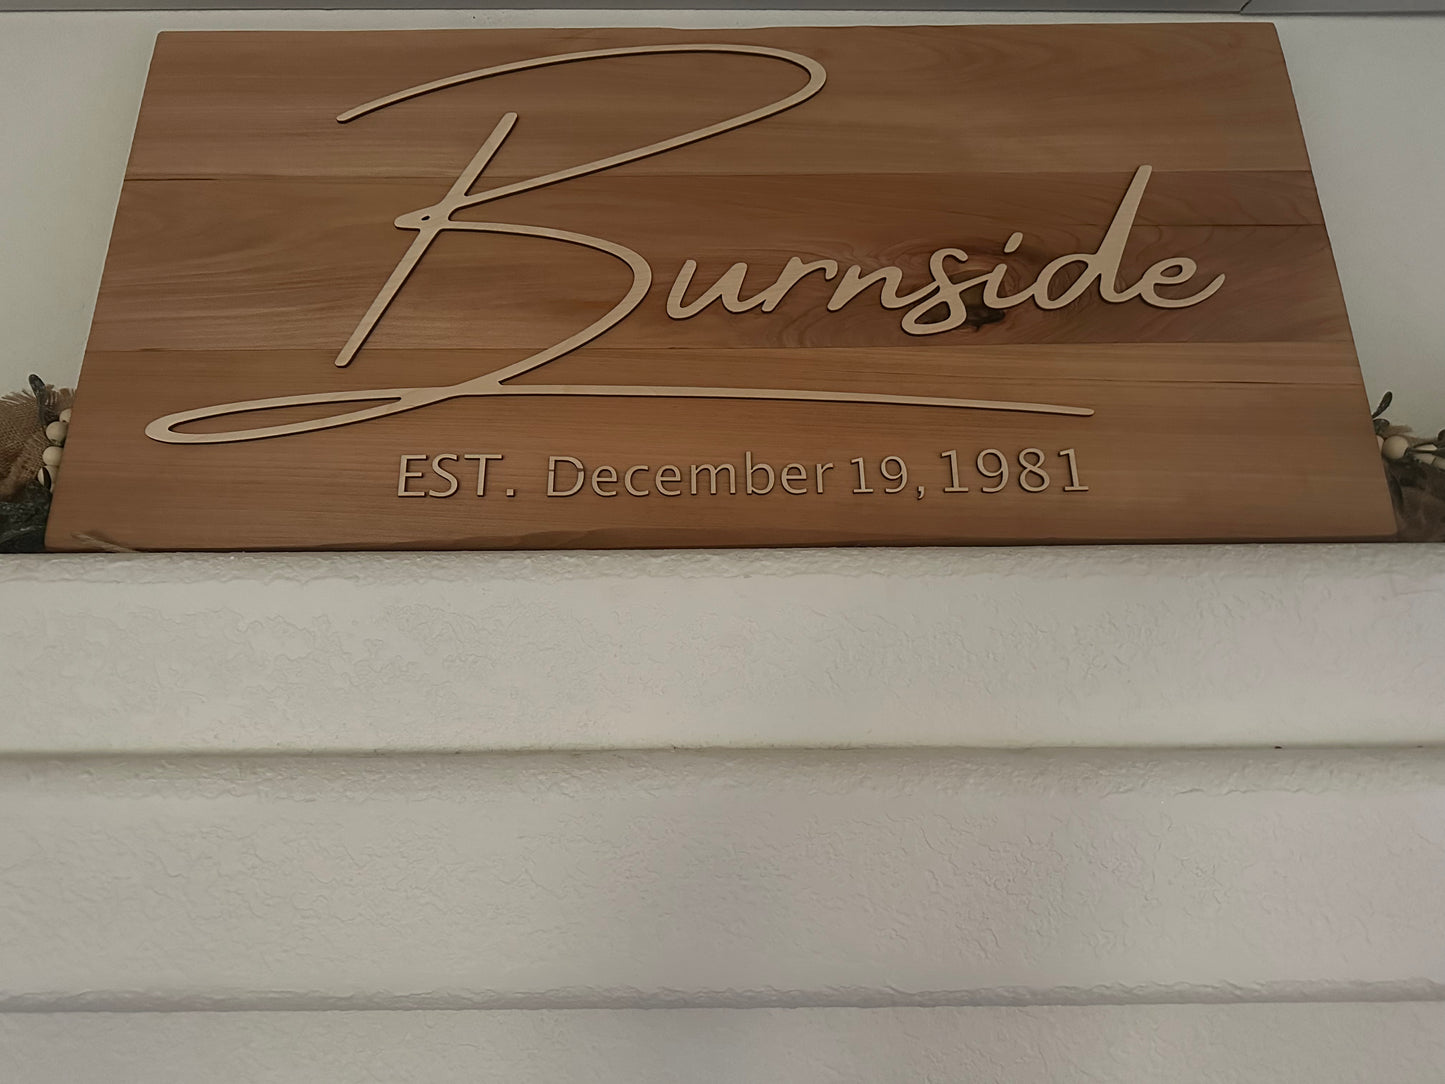 Burnside
EST. December 19, 1981